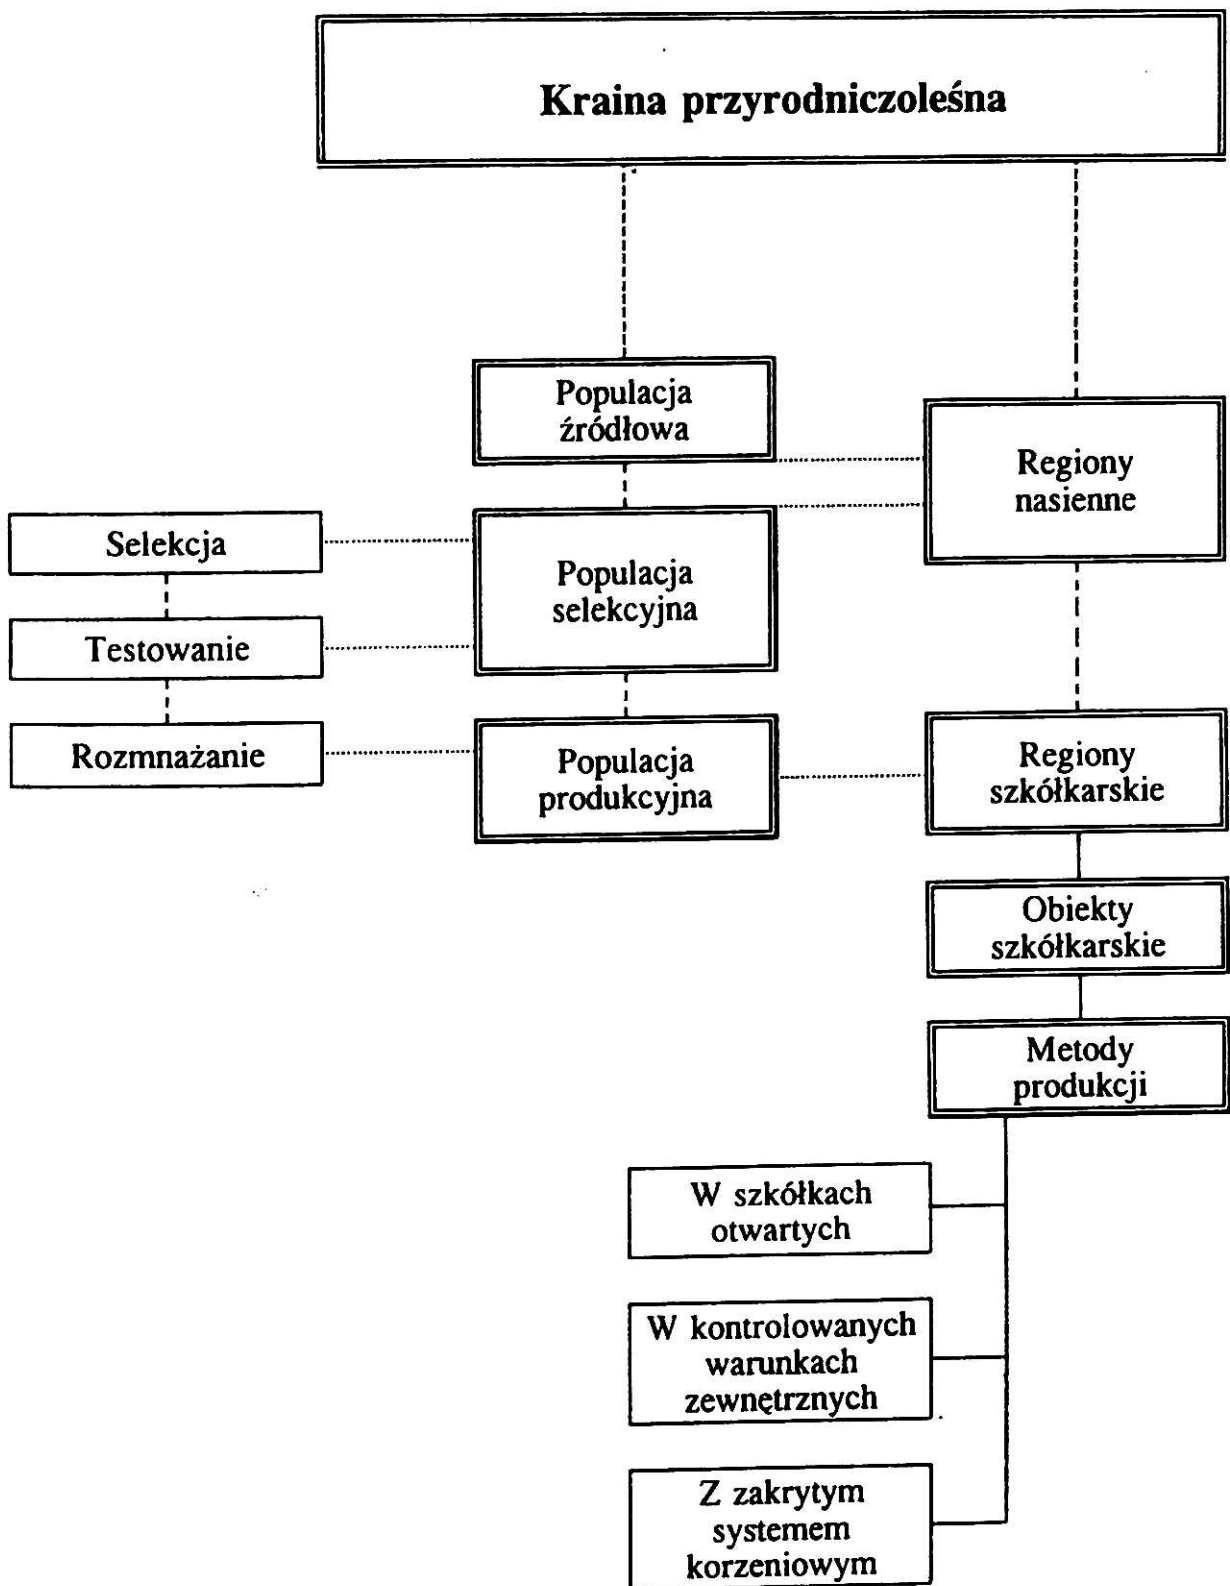 Kraina przyrodniczoleśna
Populacja
źródłowa
Regiony
nasienne
Selekcja
Populacja
selekcyjna
Testowanie
Rozmnażanie
Populacja
produkcyjna
Regiony
szkółkarskie
Obiekty
szkółkarskie
Metody
produkcji
W szkółkach
otwartych
W kontrolowanych
warunkach
zewnętrznych
Z zakrytym
systemem
korzeniowym